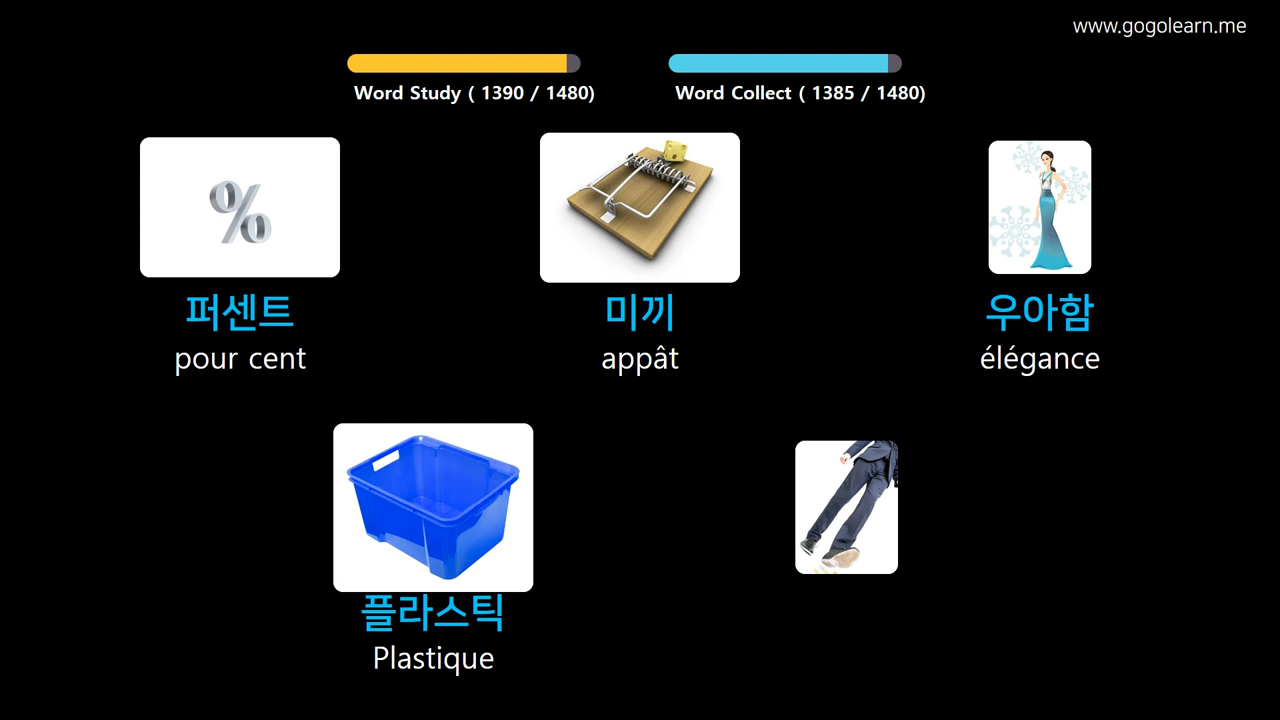 www.gogolearn.me
Word Study ( 1390 / 1480)
Word Collect ( 1385 / 1480)
%
퍼센트
pour cent
미끼
appât
우아함
élégance
플라스틱
Plastique